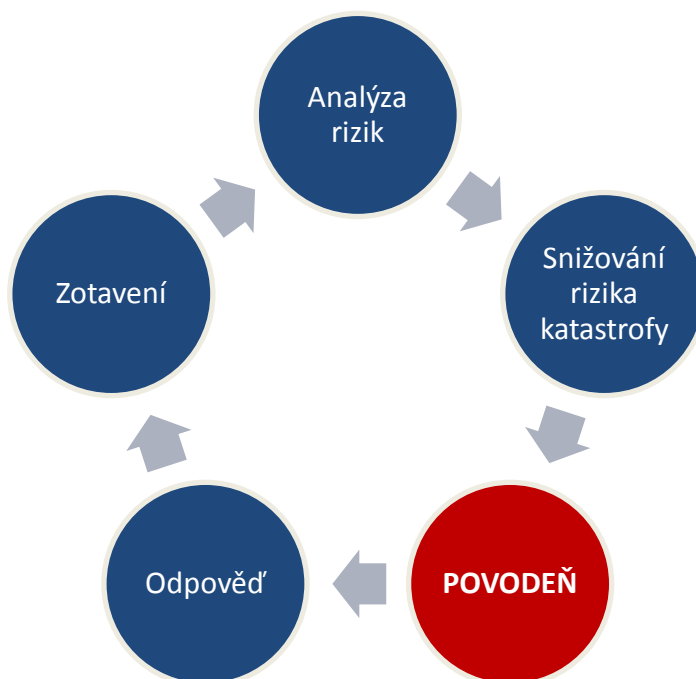 Analýza
rizik
Snižování
rizika
katastrofy
POVODEŇ
Odpověď
Zotavení